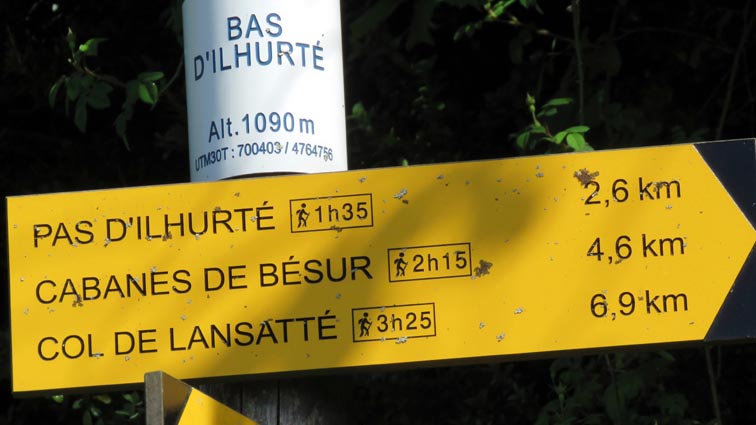 BAS
D'ILHURTÉ
Alt.1090m
UTM30T : 700403 / 4764756
PAS D'ILHURTÉ 1h35 2,6 km
CABANES DE BÉSUR 2h15 4,6 km
COL DE LANSATTÉ 3h25 6,9 km